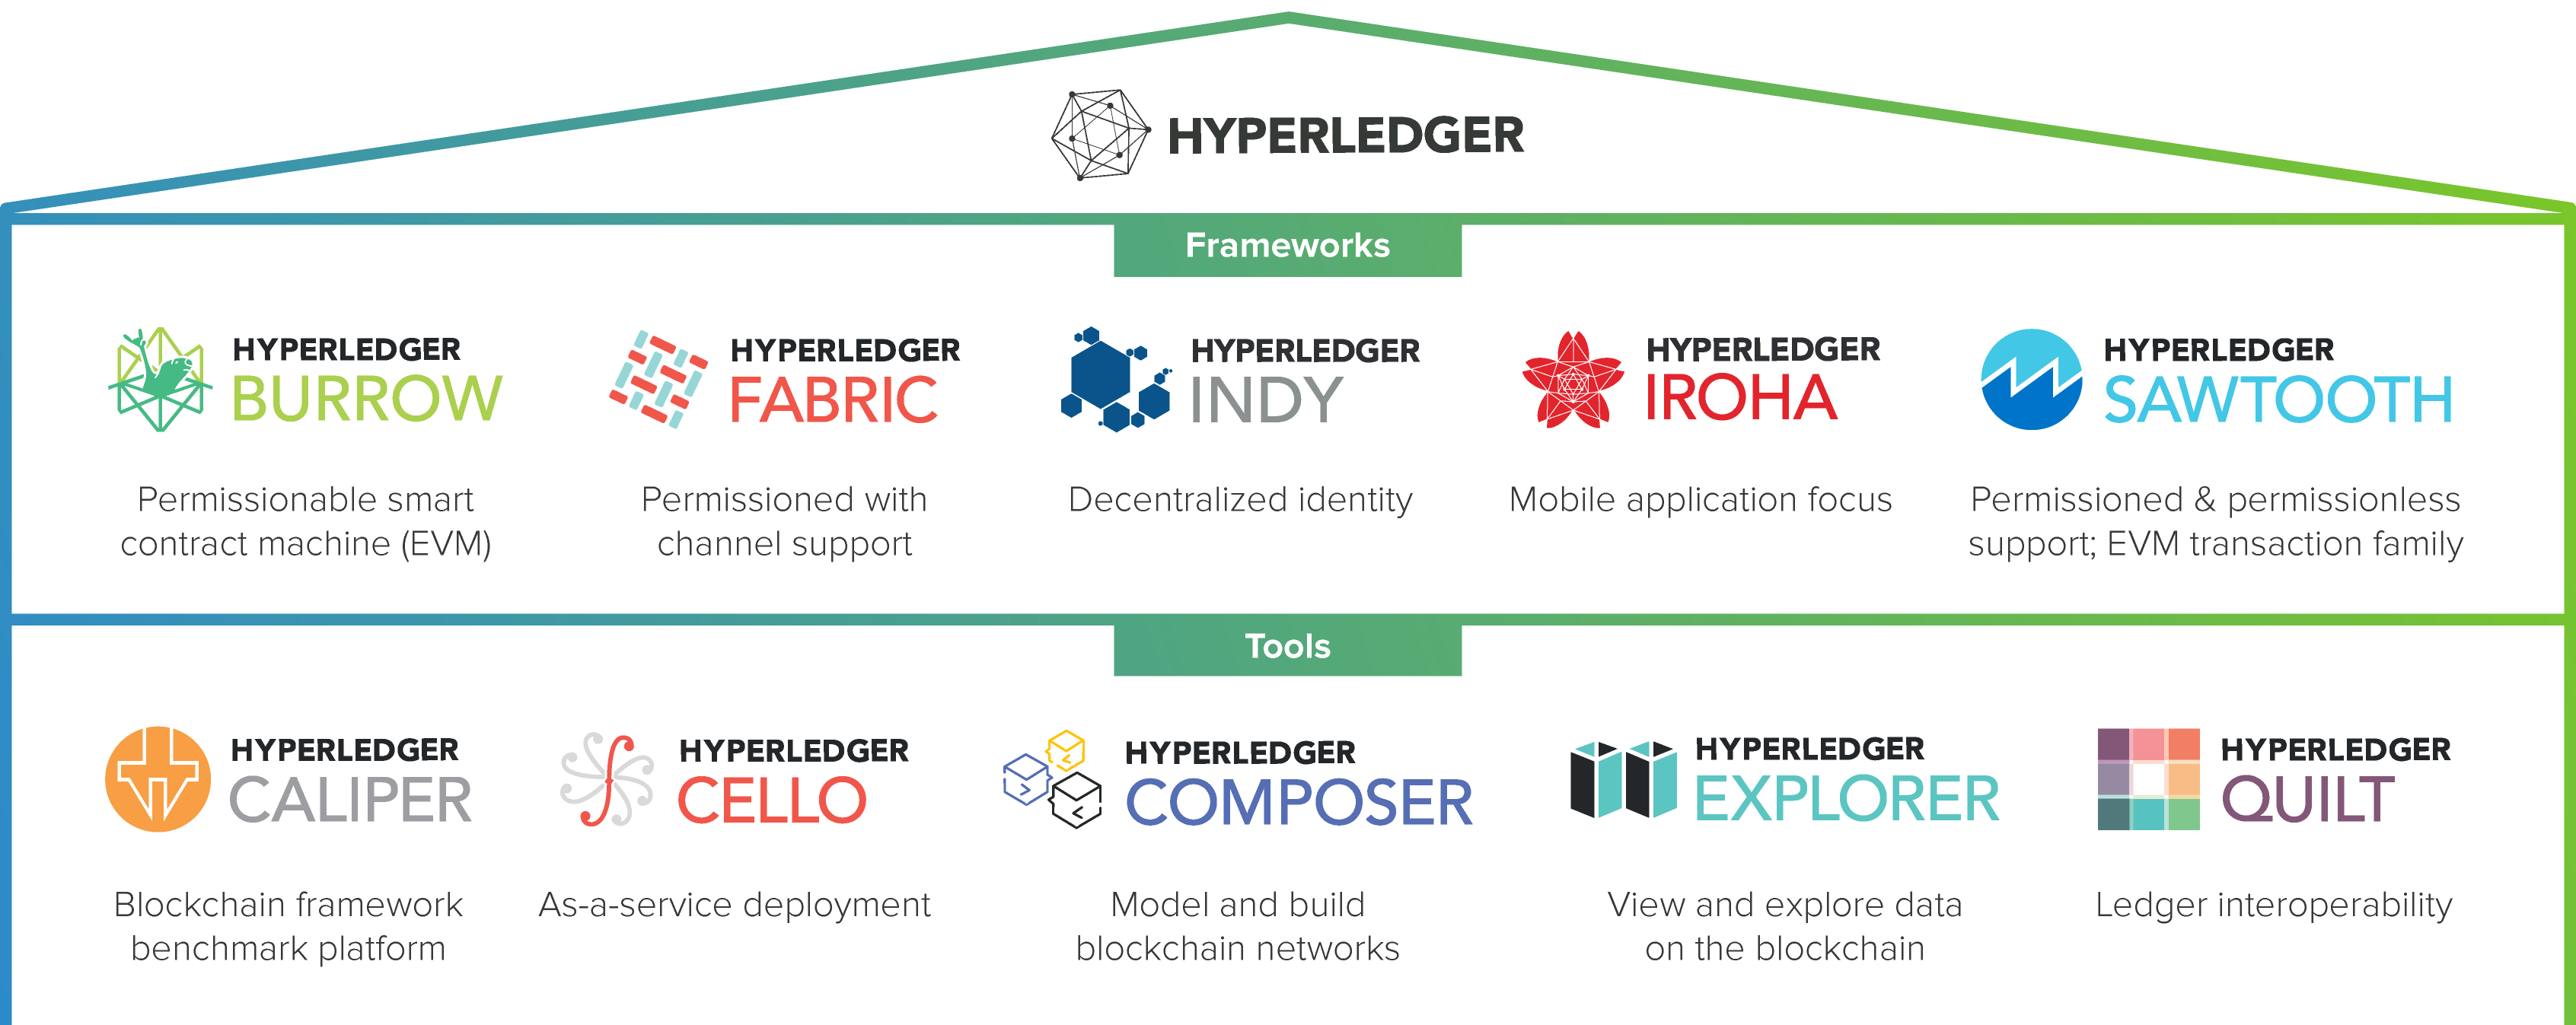 HYPERLEDGER
Frameworks
HYPERLEDGER
BURROW
Permissionable smart
contract machine (EVM)
HYPERLEDGER
FABRIC
Permissioned with
channel support
HYPERLEDGER
INDY
Decentralized identity
HYPERLEDGER
IROHA
Mobile application focus
HYPERLEDGER
SAWTOOTH
Permissioned & permissionless
support; EVM transaction family
Tools
HYPERLEDGER
CALIPER
Blockchain framework
benchmark platform
HYPERLEDGER
CELLO
As-a-service deployment
HYPERLEDGER
COMPOSER
Model and build
blockchain networks
HYPERLEDGER
EXPLORER
View and explore data
on the blockchain
HYPERLEDGER
QUILT
Ledger interoperability